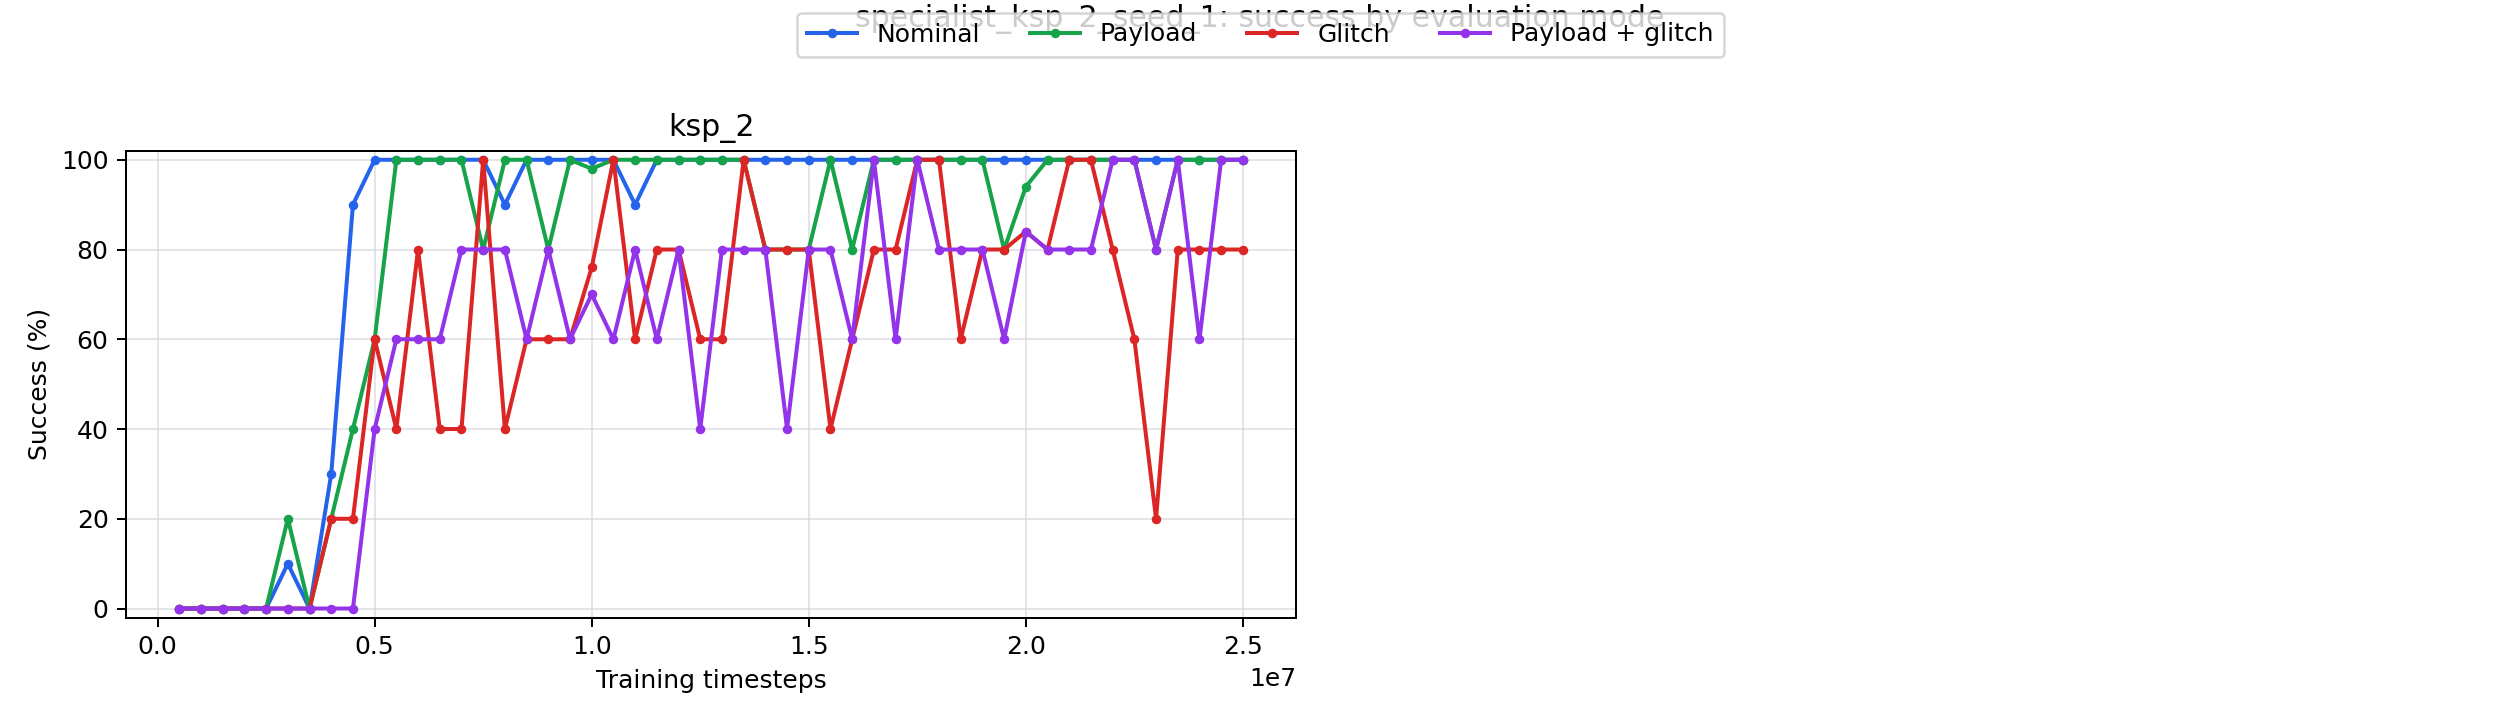 specialist_ksp_2_seed_1: success by evaluation mode
Nominal Payload Glitch Payload + glitch
ksp_2
Success (%)
100
80
60
40
20
0
0.0 0.5 1.0 1.5 2.0 2.5
Training timesteps
1e7